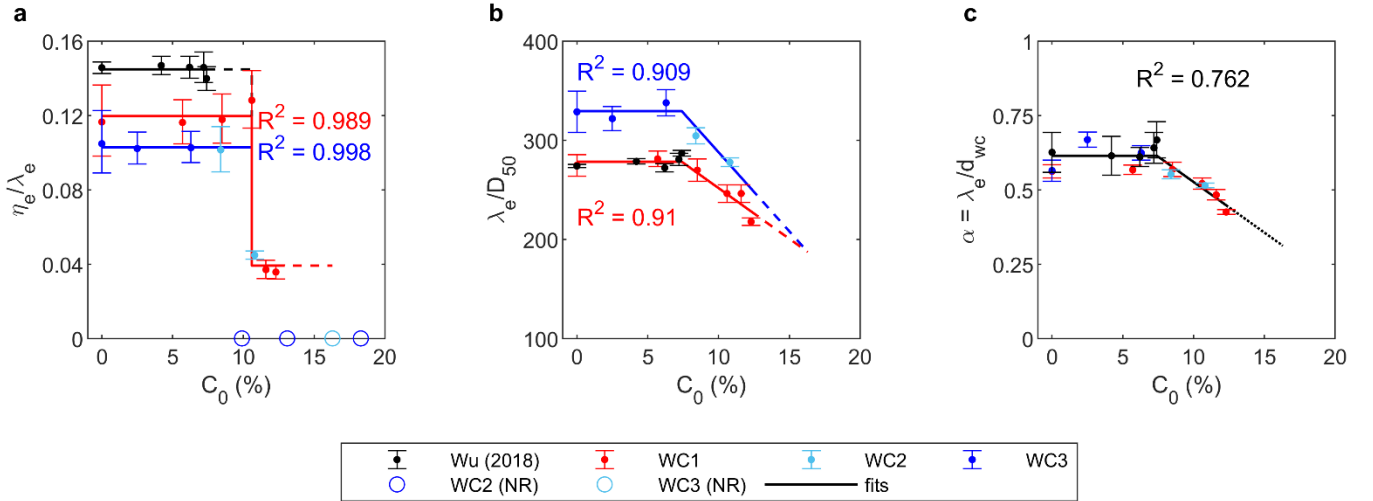 a
0.16
0.12
0.08
0.04
0
0 5 10 15 20
ηe/λe
C0 (%)
R2 = 0.989
R2 = 0.998
b
400
300
200
100
0 5 10 15 20
λe/D50
C0 (%)
R2 = 0.909
R2 = 0.91
c
1
0.75
0.5
0.25
0
0 5 10 15 20
α = λe/dwc
C0 (%)
R2 = 0.762
Wu (2018) WC1 WC2 WC3
WC2 (NR) WC3 (NR) fits